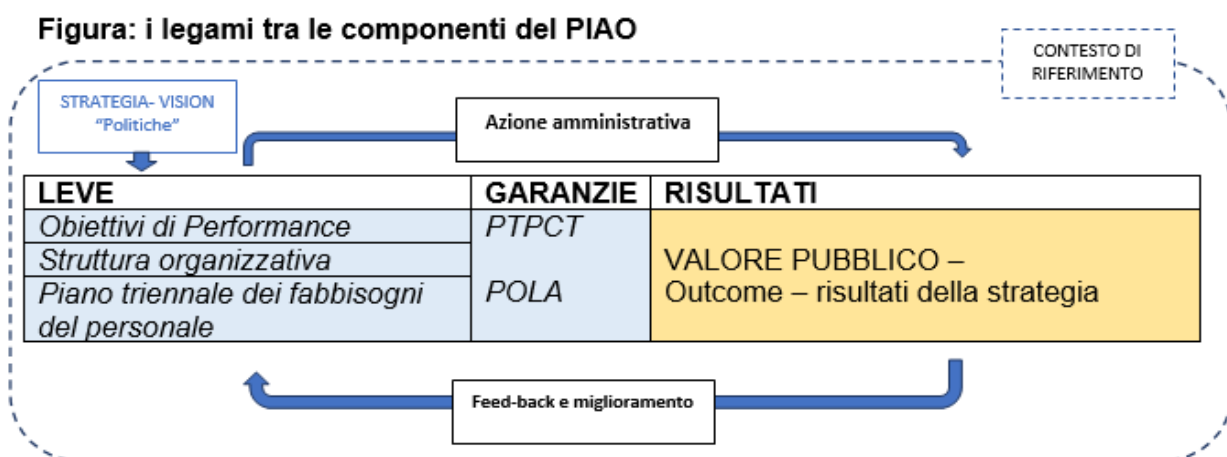 Figura: i legami tra le componenti del PIAO
CONTESTO DI
RIFERIMENTO
STRATEGIA- VISION
“Politiche”
Azione amministrativa
LEVE GARANZIE RISULTATI
Obiettivi di Performance PTPCT
Struttura organizzativa
VALORE PUBBLICO –
Piano triennale dei fabbisogni POLA
Outcome – risultati della strategia
del personale
Feed-back e miglioramento